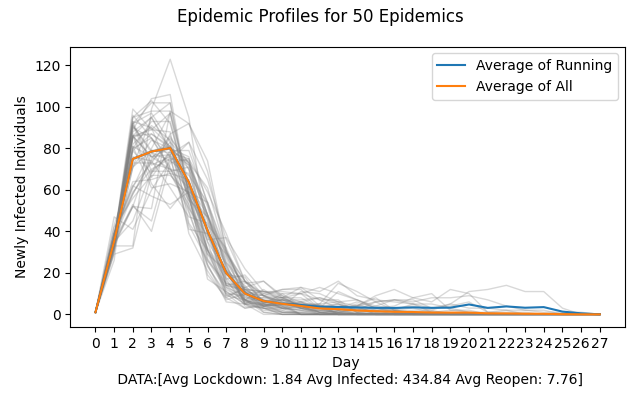 Epidemic Profiles for 50 Epidemics
Average of Running
Average of All
Newly Infected Individuals
120
100
80
60
40
20
0
0 1 2 3 4 5 6 7 8 9 10 11 12 13 14 15 16 17 18 19 20 21 22 23 24 25 26 27
Day
DATA:[Avg Lockdown: 1.84 Avg Infected: 434.84 Avg Reopen: 7.76]